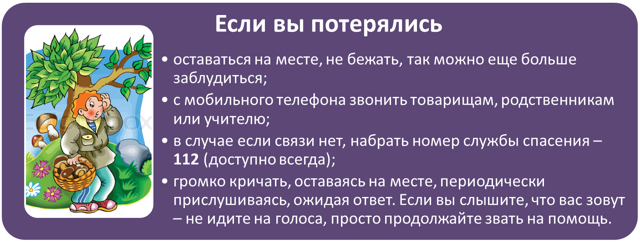 Если вы потерялись
• оставаться на месте, не бежать, так можно еще больше
заблудиться;
• с мобильного телефона звонить товарищам, родственникам
или учителю;
• в случае если связи нет, набрать номер службы спасения –
112 (доступно всегда);
• громко кричать, оставаясь на месте, периодически
прислушиваясь, ожидая ответ. Если вы слышите, что вас зовут
– не идите на голоса, просто продолжайте звать на помощь.